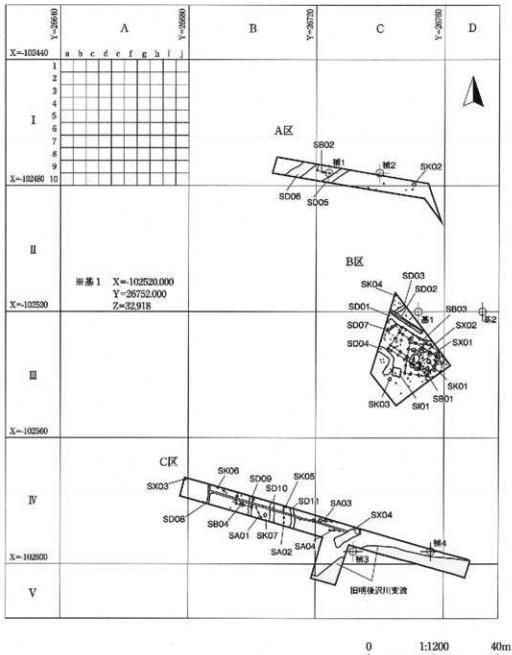 Y=26640
A
Y=26680
B
Y=26720
C
Y=26760
D
X=-102440
a b c d e f g h i j
1
2
3
4
5
6
7
8
9
10
I
X=-102480
A区
SB02
補1
補2
SK02
SD06
SD05
II
※基1 X=-102520.000
Y=26752.000
Z=32.918
X=-102520
B区
SD03
SK04
SD02
SD01
基1
SB03
基2
SD07
SX02
SX01
SD04
III
SK01
SB01
SK03
SI01
X=-102560
C区
SK06
SK05
SX03
SD09
SD10
SD11
SA03
IV
SX04
SD08
SB04
SA01
SK07
SA02
SA04
補3
補4
X=-102600
旧明後沢川支流
V
0 1:1200 40m